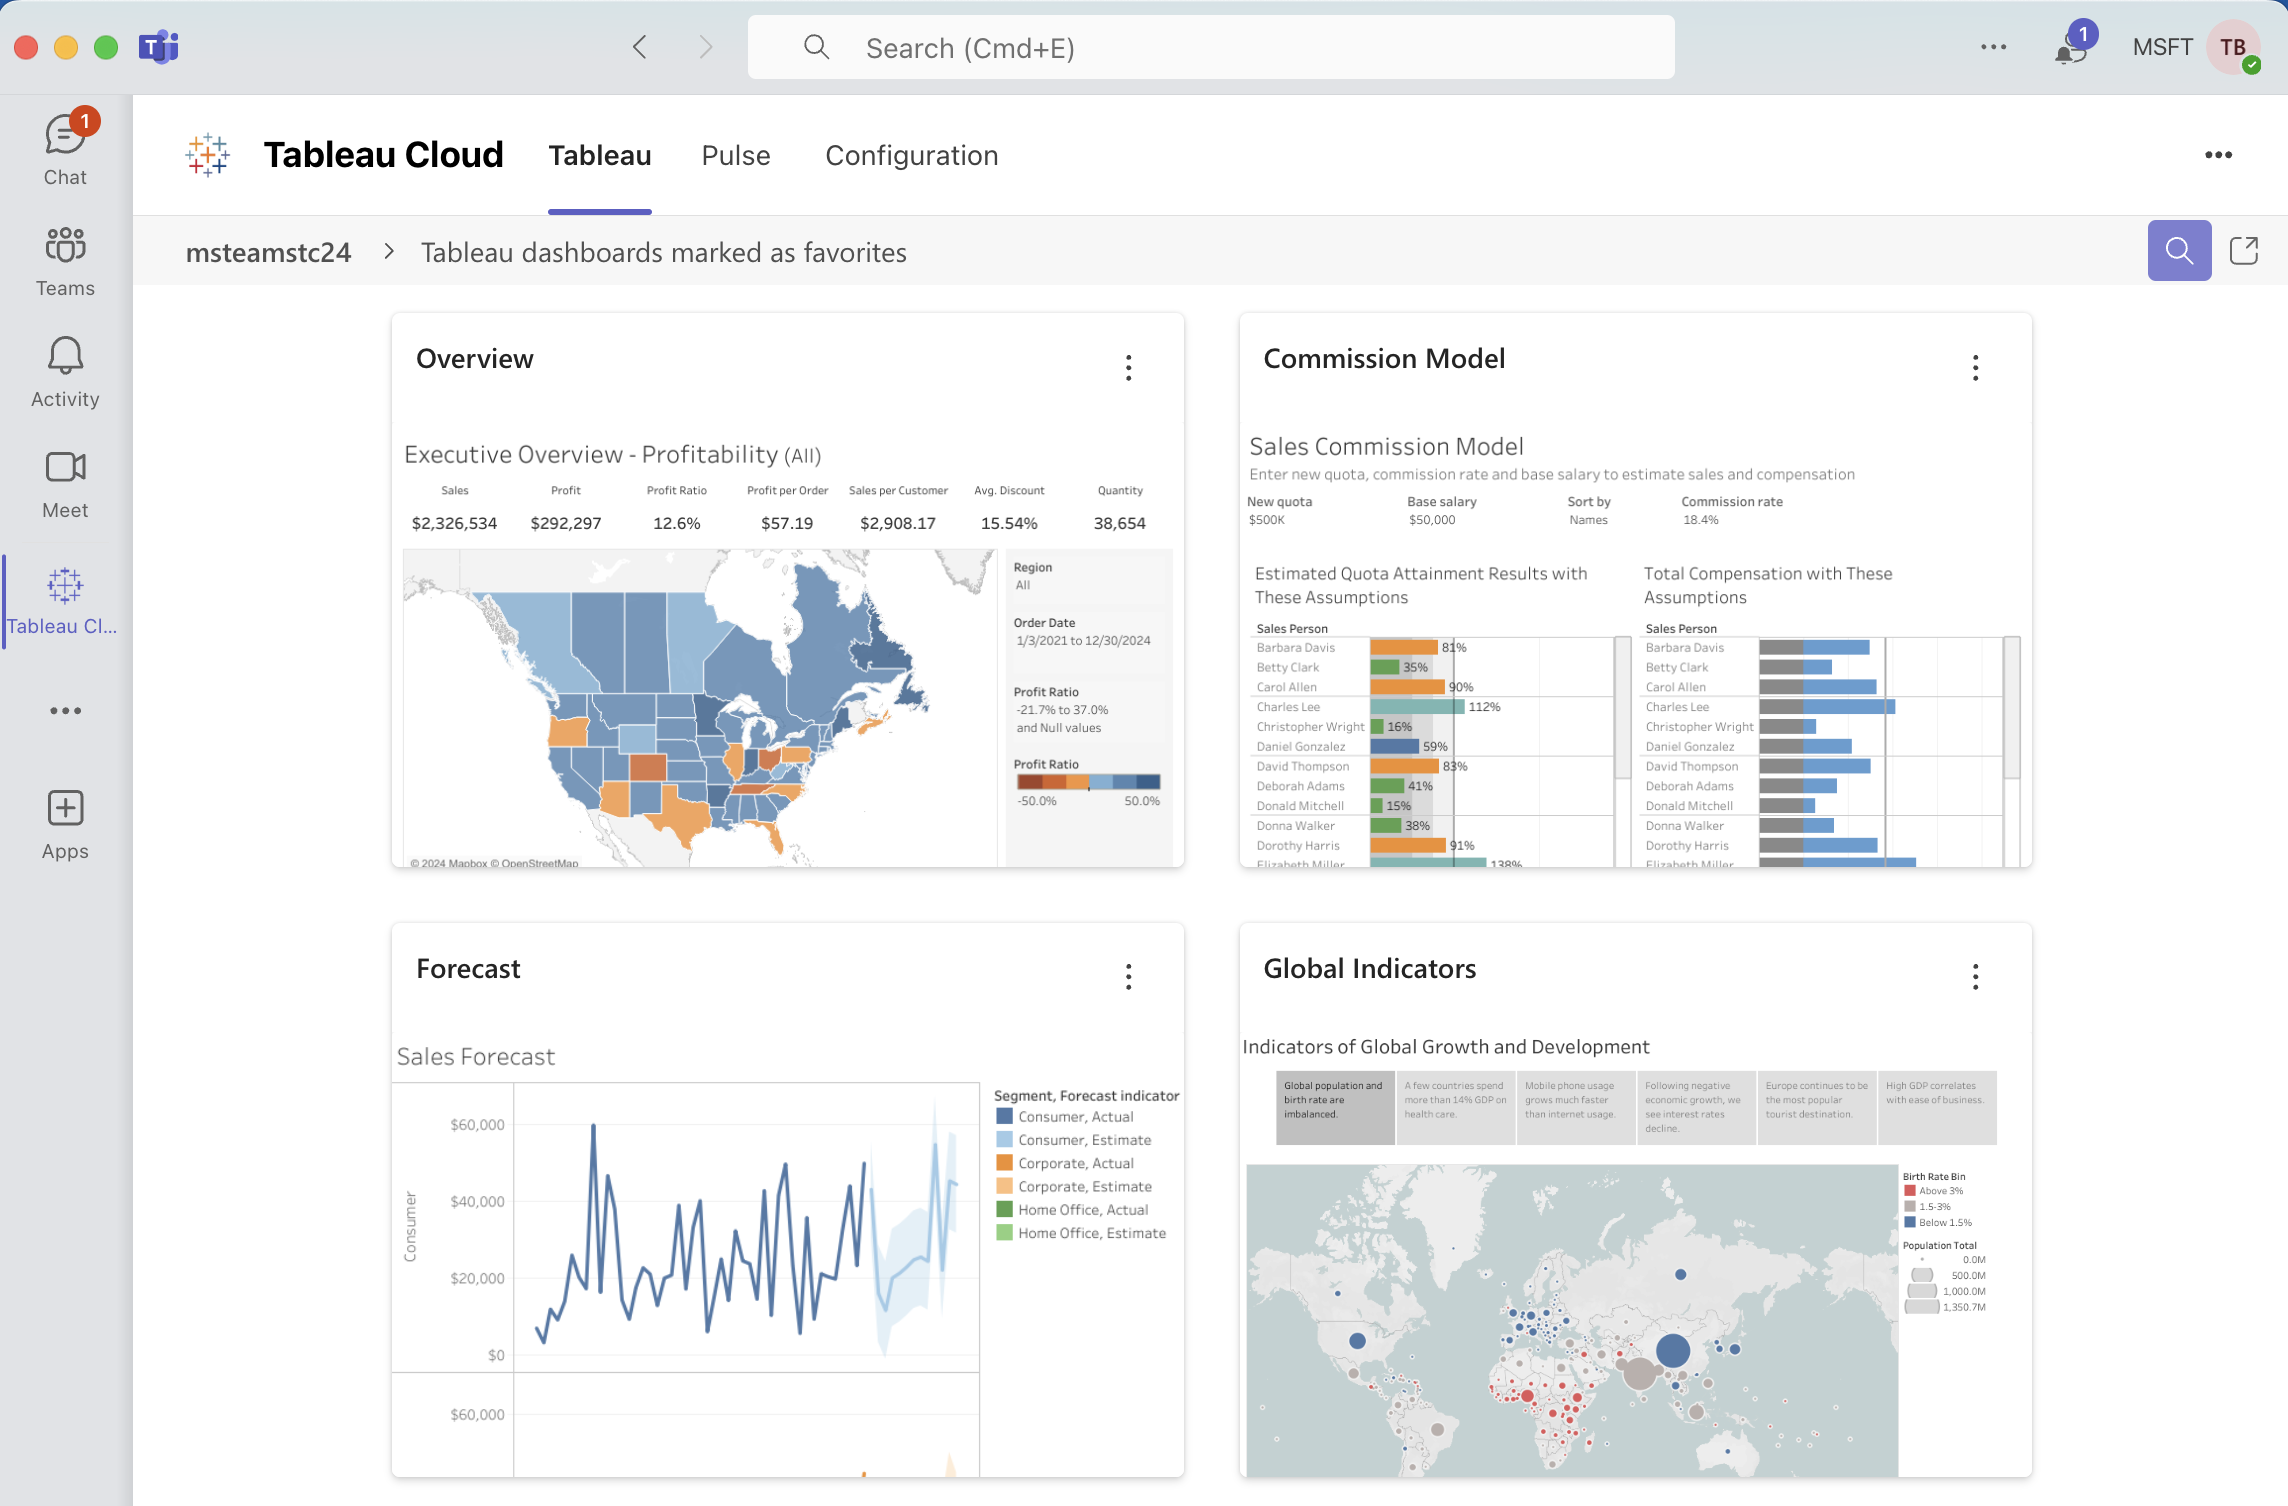 Search (Cmd+E)
1
MSFT
TB
1
Chat
Teams
Activity
Meet
Tableau Cl...
Apps
Tableau Cloud
Tableau
Pulse
Configuration
msteamstc24 > Tableau dashboards marked as favorites
Overview
Executive Overview - Profitability (All)
Sales Profit Profit Ratio Profit per Order Sales per Customer Avg. Discount Quantity
$2,326,534 $292,297 12.6% $57.19 $2,908.17 15.54% 38,654
Region
All
Order Date
1/3/2021 to 12/30/2024
Profit Ratio
-21.7% to 37.0%
and Null values
Profit Ratio
-50.0% 50.0%
© 2024 Mapbox © OpenStreetMap
Commission Model
Sales Commission Model
Enter new quota, commission rate and base salary to estimate sales and compensation
New quota Base salary Sort by Commission rate
$500K $50,000 Names 18.4%
Estimated Quota Attainment Results with
These Assumptions
Sales Person
Barbara Davis 81%
Betty Clark 35%
Carol Allen 90%
Charles Lee 112%
Christopher Wright 16%
Daniel Gonzalez 59%
David Thompson 83%
Deborah Adams 41%
Donald Mitchell 15%
Donna Walker 38%
Dorothy Harris 91%
Elizabeth Miller 138%
Total Compensation with These
Assumptions
Sales Person
Barbara Davis
Betty Clark
Carol Allen
Charles Lee
Christopher Wright
Daniel Gonzalez
David Thompson
Deborah Adams
Donald Mitchell
Donna Walker
Dorothy Harris
Elizabeth Miller
Forecast
Sales Forecast
Consumer
$60,000
$40,000
$20,000
$0
$60,000
Segment, Forecast indicator
Consumer, Actual
Consumer, Estimate
Corporate, Actual
Corporate, Estimate
Home Office, Actual
Home Office, Estimate
Global Indicators
Indicators of Global Growth and Development
Global population and
birth rate are
imbalanced.
A few countries spend
more than 14% GDP on
health care.
Mobile phone usage
grows much faster
than internet usage.
Following negative
economic growth, we
see interest rates
decline.
Europe continues to be
the most popular
tourist destination.
High GDP correlates
with ease of business.
Birth Rate Bin
Above 3%
1.5-3%
Below 1.5%
Population Total
0.0M
500.0M
1,000.0M
1,350.7M